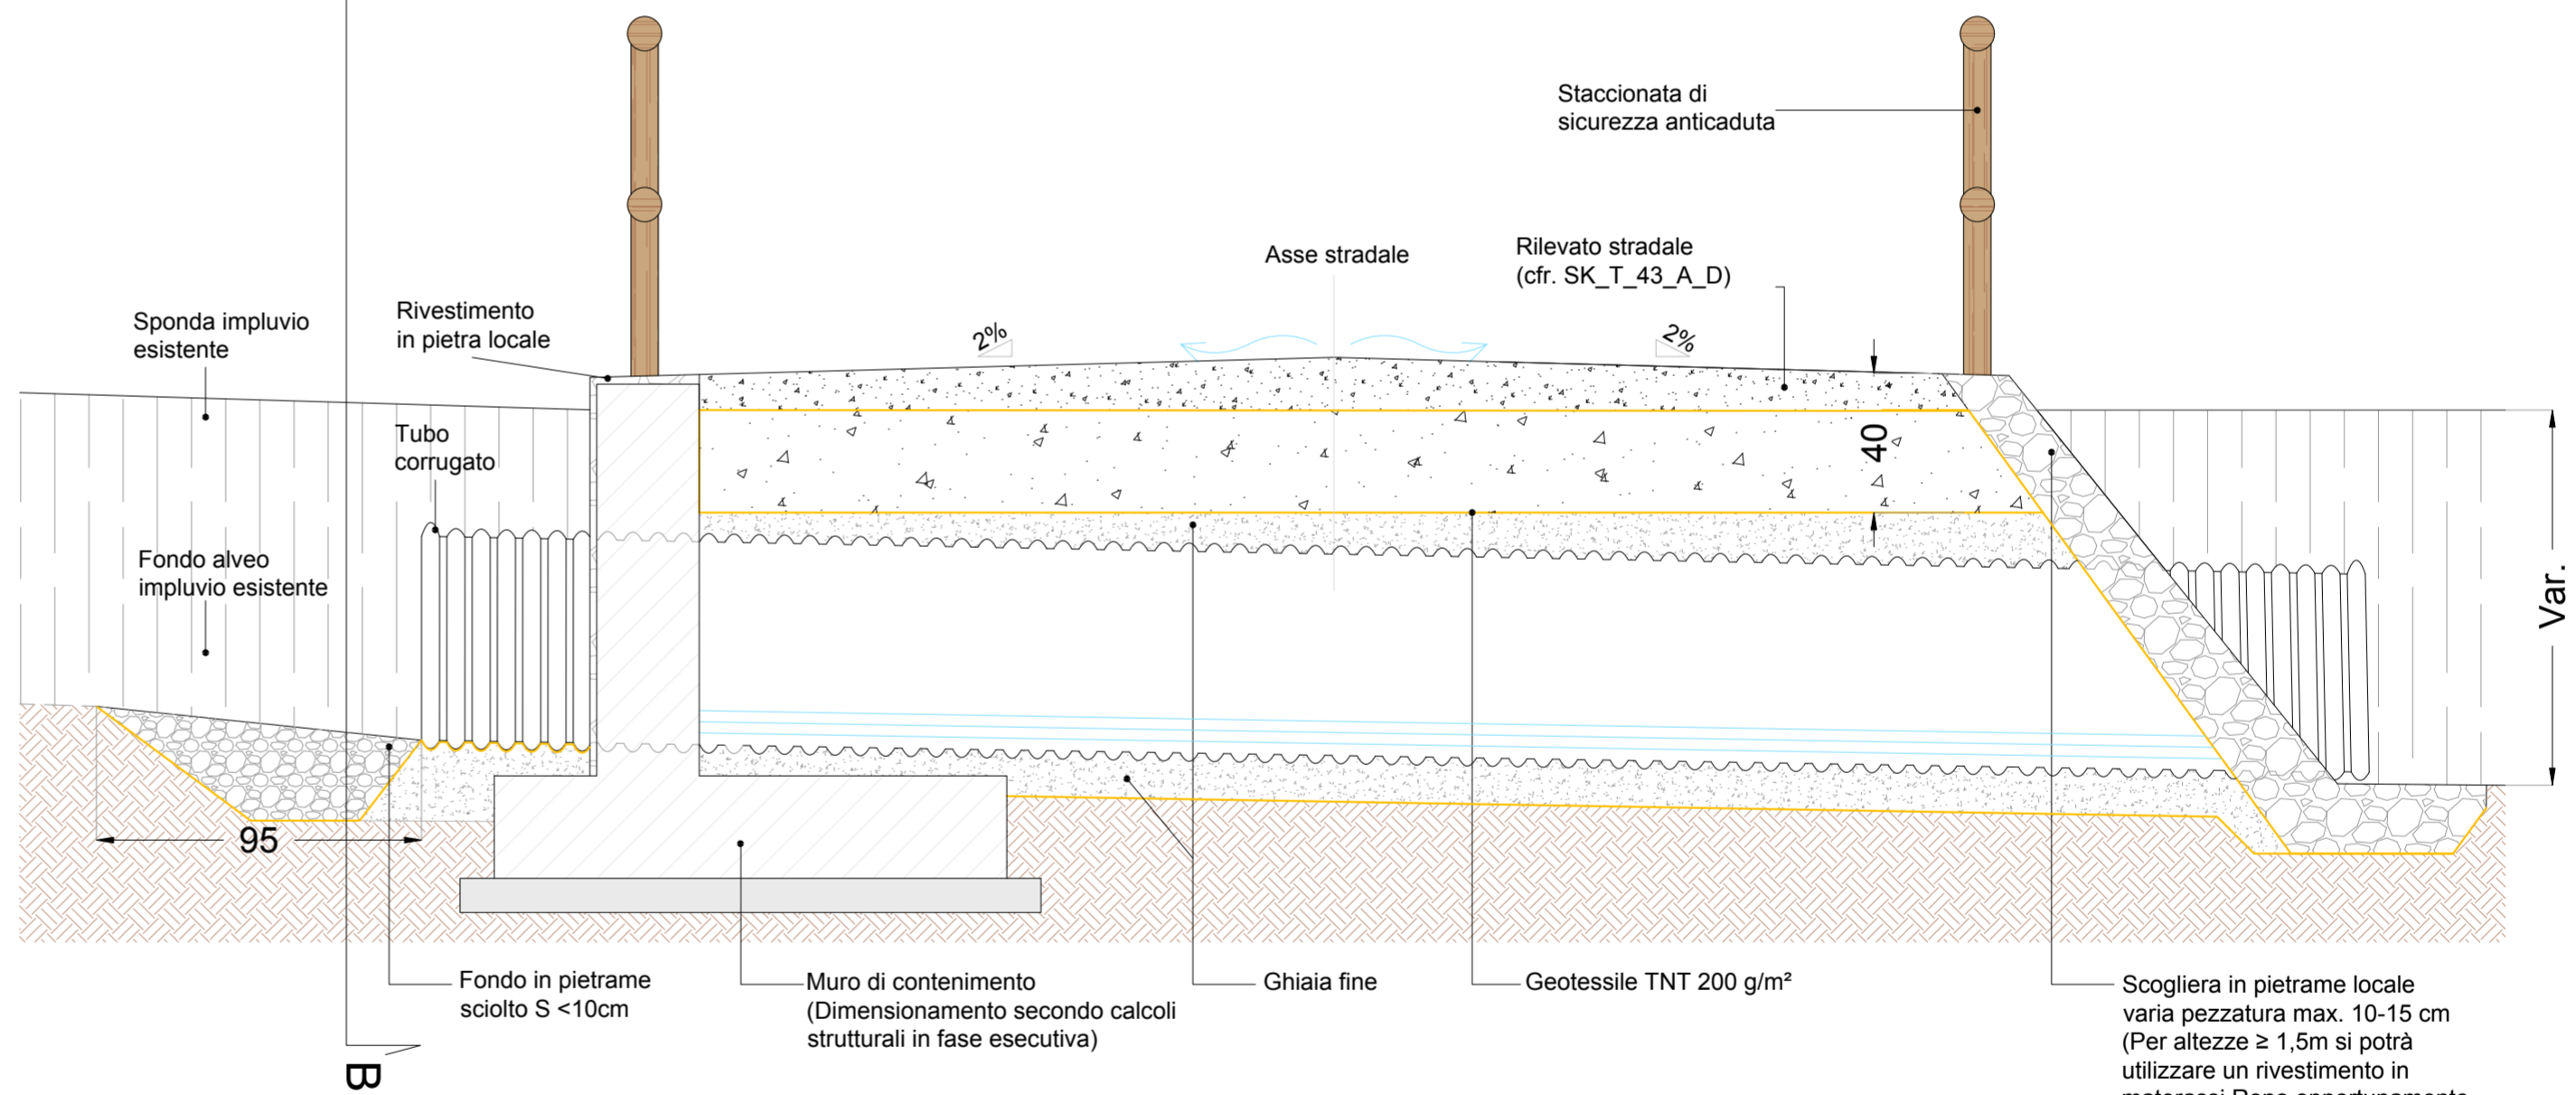 Staccionata di
sicurezza anticaduta
Asse stradale
Rilevato stradale
(cfr. SK_T_43_A_D)
Sponda impluvio
esistente
Rivestimento
in pietra locale
2%
2%
Tubo
corrugato
40
Fondo alveo
impluvio esistente
Var.
95
Fondo in pietrame
sciolto S <10cm
Muro di contenimento
(Dimensionamento secondo calcoli
strutturali in fase esecutiva)
Ghiaia fine
Geotessile TNT 200 g/m²
Scogliera in pietrame locale
varia pezzatura max. 10-15 cm
(Per altezze ≥ 1,5m si potrà
utilizzare un rivestimento in
materassi Reno opportunamente
B